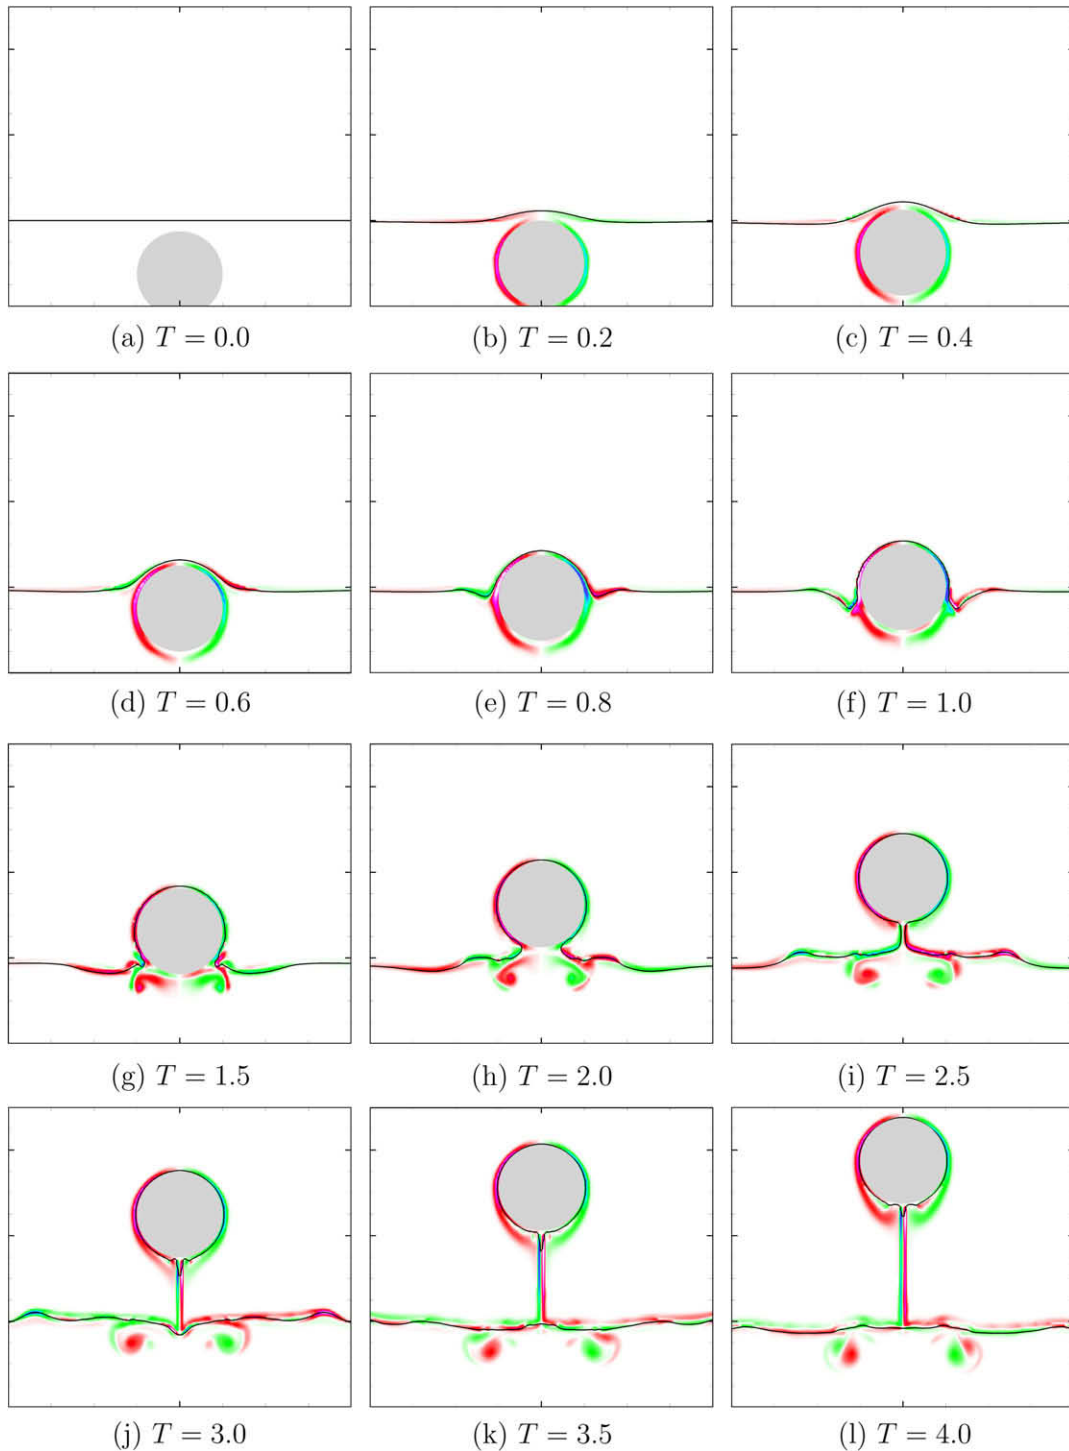 (a) T = 0.0 (b) T = 0.2 (c) T = 0.4
(d) T = 0.6 (e) T = 0.8 (f) T = 1.0
(g) T = 1.5 (h) T = 2.0 (i) T = 2.5
(j) T = 3.0 (k) T = 3.5 (l) T = 4.0